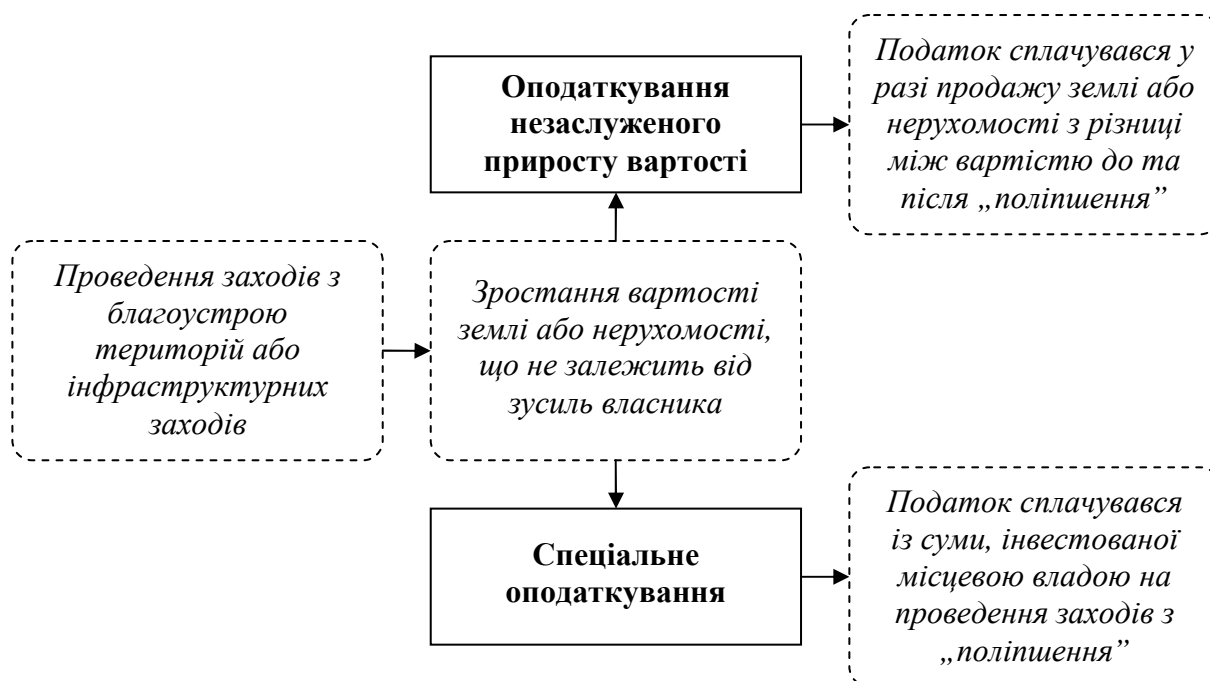 Оподаткування
незаслуженого
приросту вартості
Податок сплачувався у
разі продажу землі або
нерухомості з різниці
між вартістю до та
після „поліпшення”
Проведення заходів з
благоустрою
територій або
інфраструктурних
заходів
Зростання вартості
землі або нерухомості,
що не залежить від
зусиль власника
Спеціальне
оподаткування
Податок сплачувався
із суми, інвестованої
місцевою владою на
проведення заходів з
„поліпшення”